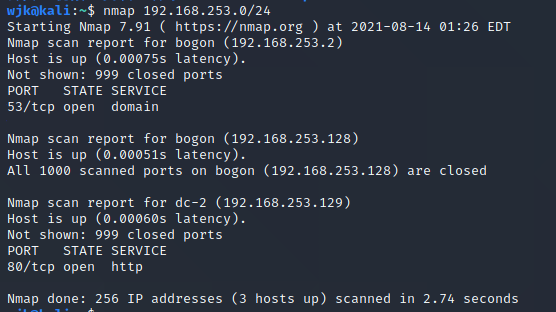 wjk@kali:~$ nmap 192.168.253.0/24
Starting Nmap 7.91 ( https://nmap.org ) at 2021-08-14 01:26 EDT
Nmap scan report for bogon (192.168.253.2)
Host is up (0.00075s latency).
Not shown: 999 closed ports
PORT   STATE SERVICE
53/tcp open  domain

Nmap scan report for bogon (192.168.253.128)
Host is up (0.00051s latency).
All 1000 scanned ports on bogon (192.168.253.128) are closed

Nmap scan report for dc-2 (192.168.253.129)
Host is up (0.00060s latency).
Not shown: 999 closed ports
PORT   STATE SERVICE
80/tcp open  http

Nmap done: 256 IP addresses (3 hosts up) scanned in 2.74 seconds
wjk@kali:~$